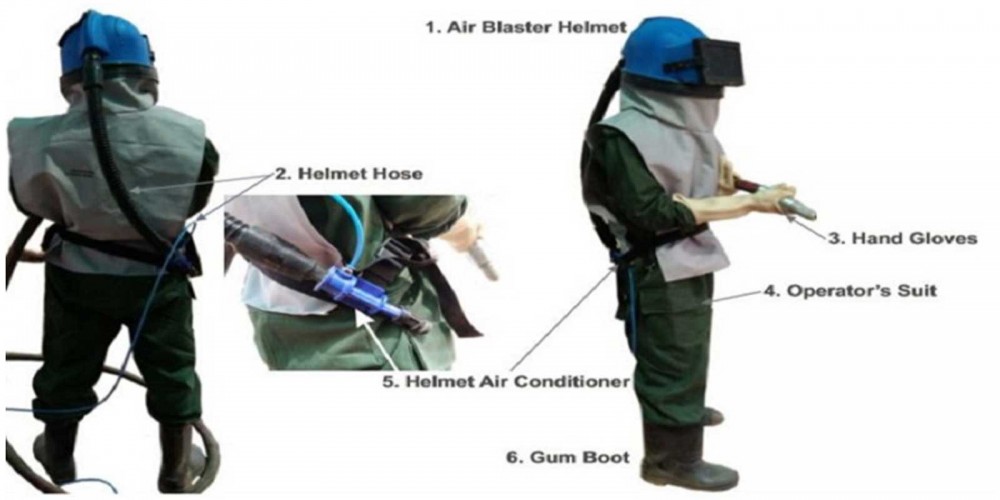 1. Air Blaster Helmet
2. Helmet Hose
3. Hand Gloves
4. Operator's Suit
5. Helmet Air Conditioner
6. Gum Boot